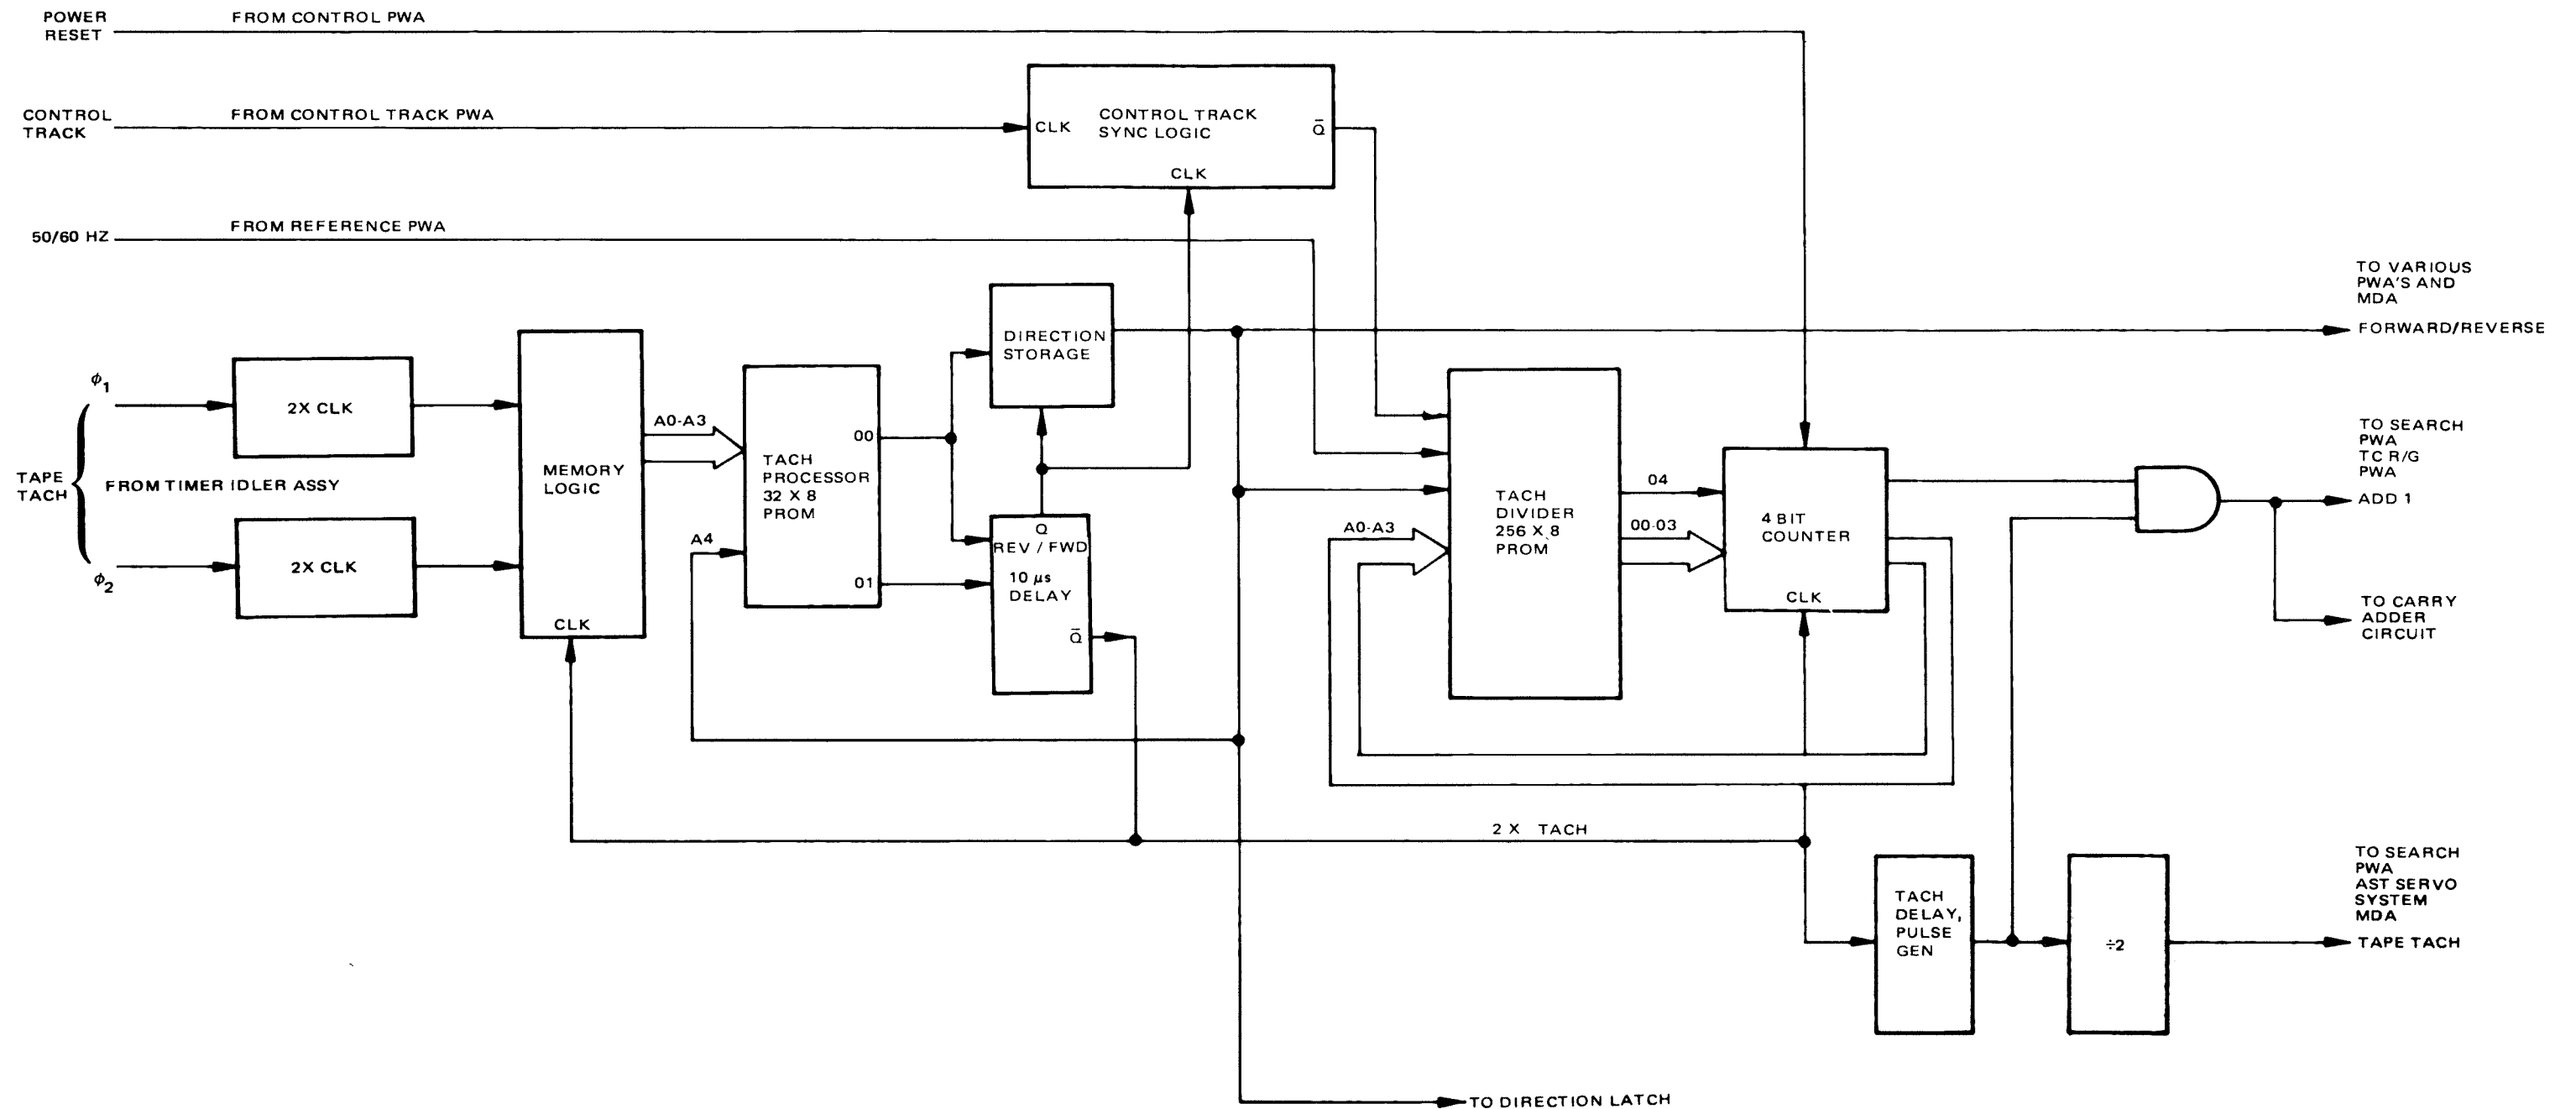 POWER
RESET
FROM CONTROL PWA
CONTROL
TRACK
FROM CONTROL TRACK PWA
CLK
CONTROL TRACK
SYNC LOGIC
Q̅
CLK
50/60 HZ
FROM REFERENCE PWA
TO VARIOUS
PWA'S AND
MDA
FORWARD/REVERSE
DIRECTION
STORAGE
TAPE
TACH
ϕ1
ϕ2
FROM TIMER IDLER ASSY
2X CLK
2X CLK
MEMORY
LOGIC
CLK
A0-A3
A4
TACH
PROCESSOR
32 X 8
PROM
00
01
Q
REV / FWD
10 µs
DELAY
Q̅
A0-A3
TACH
DIVIDER
256 X 8
PROM
04
00-03
4 BIT
COUNTER
CLK
TO SEARCH
PWA
TC R/G
PWA
ADD 1
TO CARRY
ADDER
CIRCUIT
2 X TACH
TACH
DELAY,
PULSE
GEN
÷2
TO SEARCH
PWA
AST SERVO
SYSTEM
MDA
TAPE TACH
TO DIRECTION LATCH